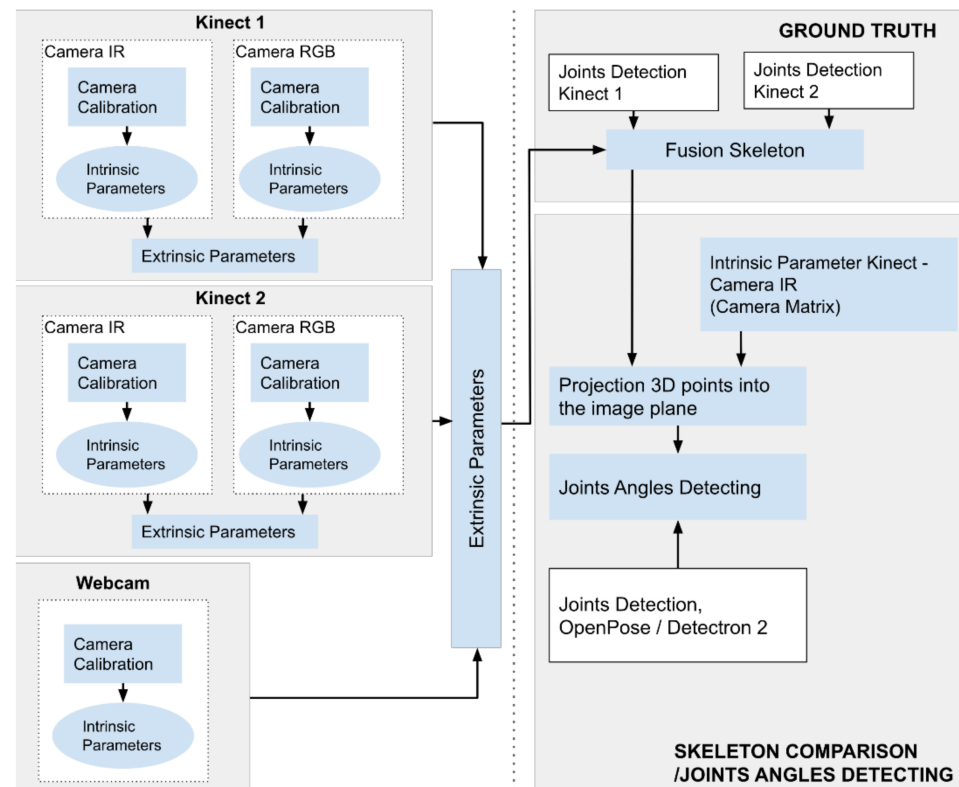 Kinect 1
Camera IR
Camera
Calibration
Intrinsic
Parameters
Camera RGB
Camera
Calibration
Intrinsic
Parameters
Extrinsic Parameters
Kinect 2
Camera IR
Camera
Calibration
Intrinsic
Parameters
Camera RGB
Camera
Calibration
Intrinsic
Parameters
Extrinsic Parameters
Webcam
Camera
Calibration
Intrinsic
Parameters
Extrinsic Parameters
GROUND TRUTH
Joints Detection
Kinect 1
Joints Detection
Kinect 2
Fusion Skeleton
Intrinsic Parameter Kinect -
Camera IR
(Camera Matrix)
Projection 3D points into
the image plane
Joints Angles Detecting
Joints Detection,
OpenPose / Detectron 2
SKELETON COMPARISON
/JOINTS ANGLES DETECTING